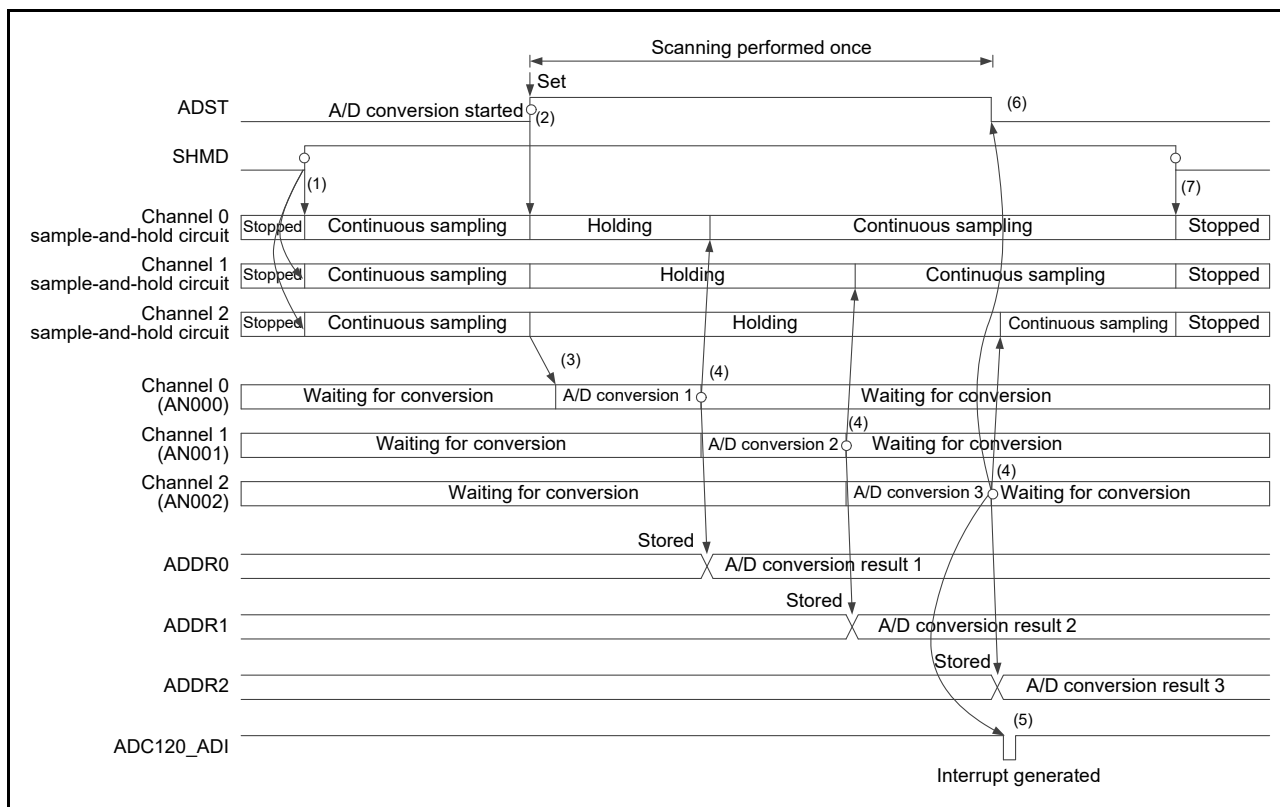 Scanning performed once
Set
ADST
A/D conversion started
(2)
(6)
SHMD
(1)
(7)
Channel 0
sample-and-hold circuit
Stopped
Continuous sampling
Holding
Continuous sampling
Stopped
Channel 1
sample-and-hold circuit
Stopped
Continuous sampling
Holding
Continuous sampling
Stopped
Channel 2
sample-and-hold circuit
Stopped
Continuous sampling
Holding
Continuous sampling
Stopped
(3)
(4)
Channel 0
(AN000)
Waiting for conversion
A/D conversion 1
Waiting for conversion
(4)
Channel 1
(AN001)
Waiting for conversion
A/D conversion 2
Waiting for conversion
(4)
Channel 2
(AN002)
Waiting for conversion
A/D conversion 3
Waiting for conversion
Stored
ADDR0
A/D conversion result 1
Stored
ADDR1
A/D conversion result 2
Stored
ADDR2
A/D conversion result 3
(5)
ADC120_ADI
Interrupt generated